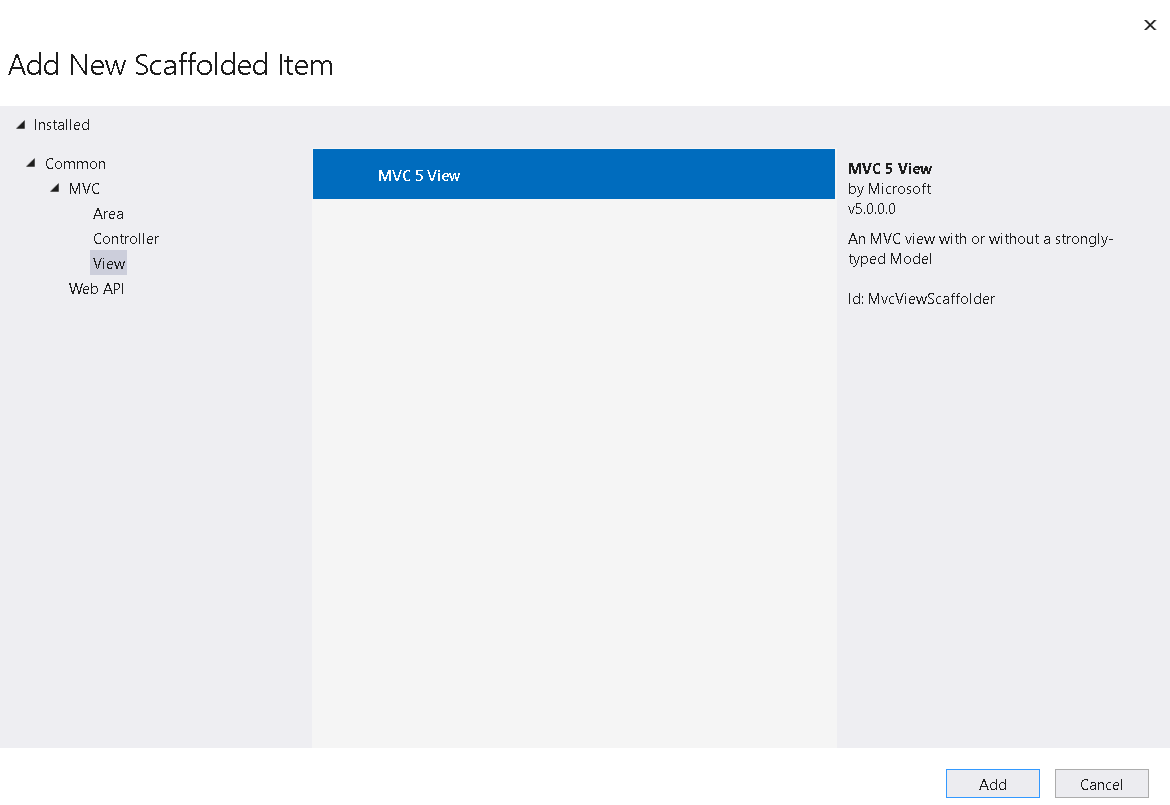 Add New Scaffolded Item
Installed
Common
MVC
Area
Controller
View
Web API
MVC 5 View
MVC 5 View
by Microsoft
v5.0.0.0
An MVC view with or without a strongly-
typed Model
Id: MvcViewScaffolder
Add
Cancel